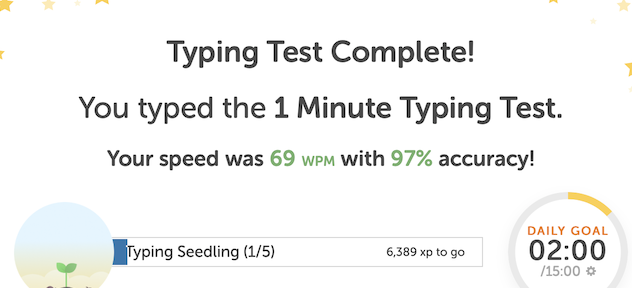 Typing Test Complete!
You typed the 1 Minute Typing Test.
Your speed was 69 WPM with 97% accuracy!
Typing Seedling (1/5) 6,389 xp to go
DAILY GOAL
02:00
/15:00